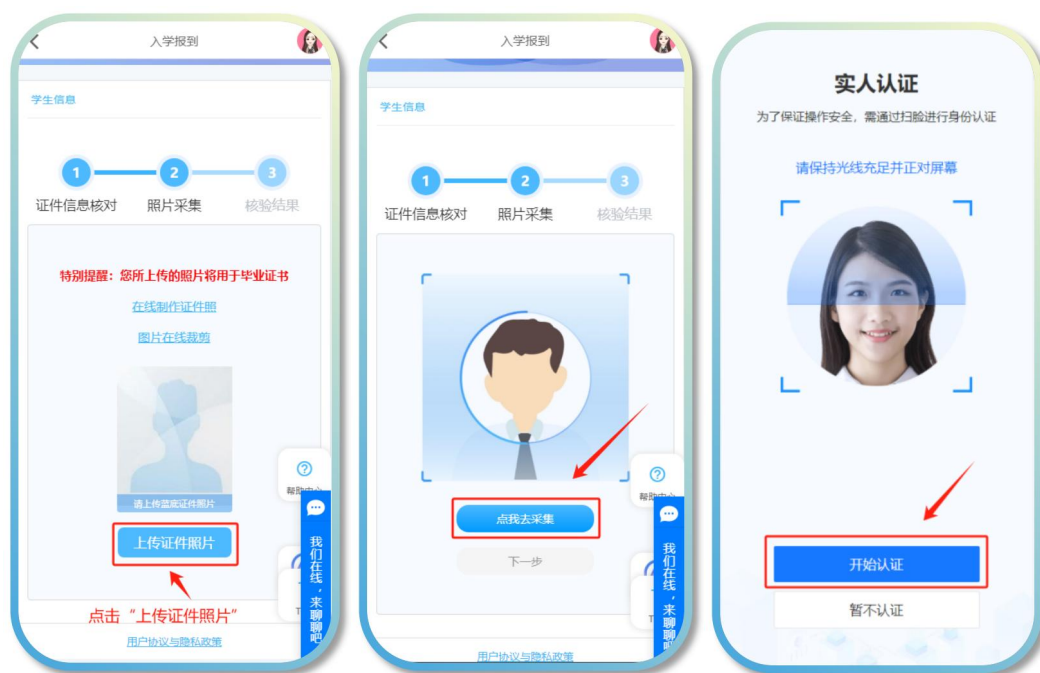 入学报到
学生信息
1
2
3
证件信息核对
照片采集
核验结果
特别提醒：您所上传的照片将用于毕业证书
在线制作证件照
图片在线裁剪
请上传蓝底证件照片
上传证件照片
点击“上传证件照片”
帮助中心
我们在线，来聊聊吧
用户协议与隐私政策
入学报到
学生信息
1
2
3
证件信息核对
照片采集
核验结果
点我去采集
下一步
帮助中心
我们在线，来聊聊吧
用户协议与隐私政策
实人认证
为了保证操作安全，需通过扫脸进行身份认证
请保持光线充足并正对屏幕
开始认证
暂不认证